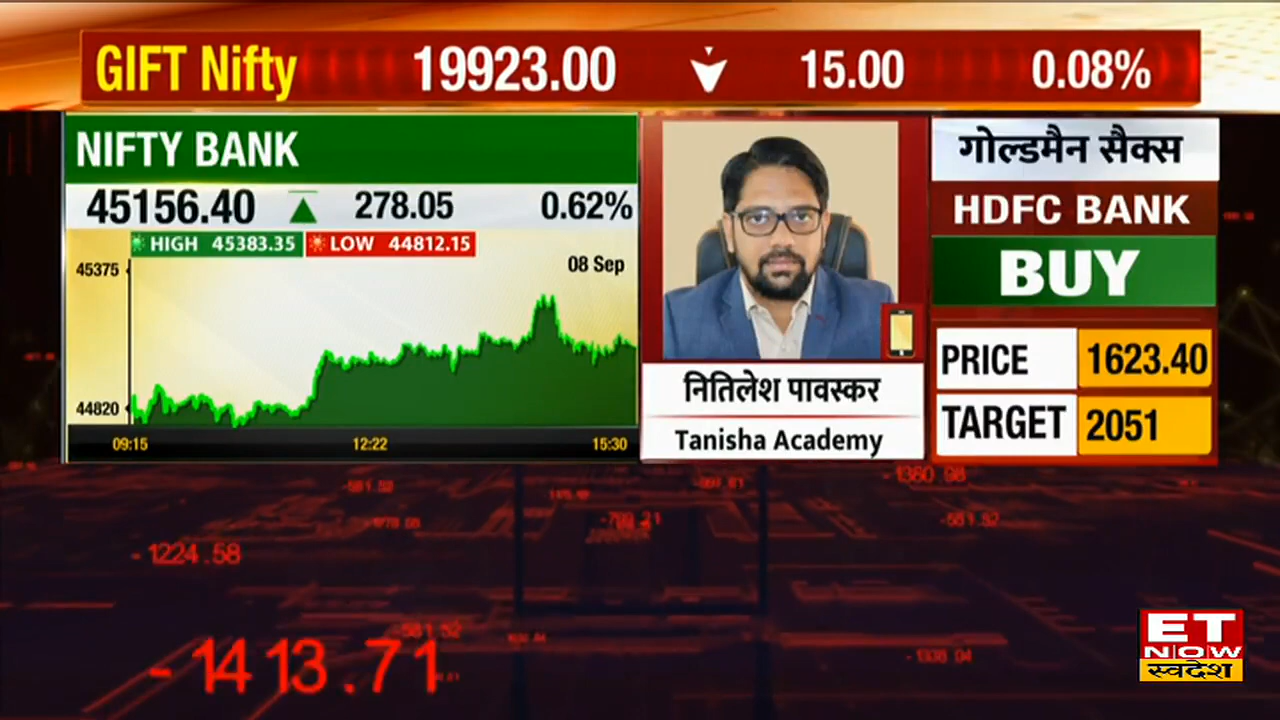 GIFT Nifty 19923.00 15.00 0.08%
NIFTY BANK
45156.40 278.05 0.62%
HIGH 45383.35 LOW 44812.15
08 Sep
45375
44820
09:15 12:22 15:30
नितिलेश पावस्कर
Tanisha Academy
गोल्डमैन सैक्स
HDFC BANK
BUY
PRICE 1623.40
TARGET 2051
-1224.58
-1413.71
ET
NOW
स्वदेश